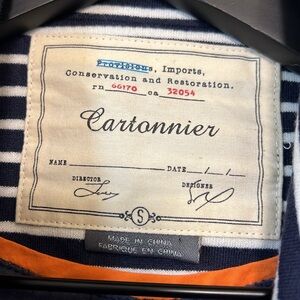 Provisions, Imports,
Conservation and Restoration.
rn 66170 ca 32054
Cartonnier
NAME DATE / /
DIRECTOR DESIGNER
S
MADE IN CHINA
FABRIQUÉ EN CHINA